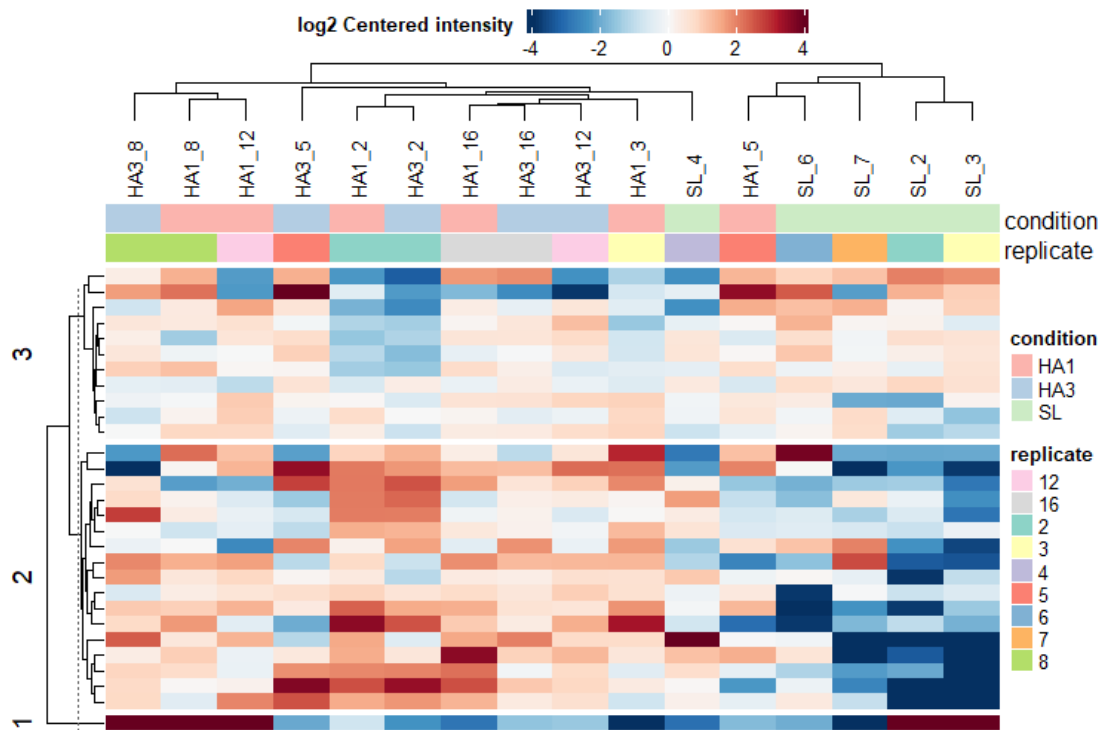 log2 Centered intensity
-4 -2 0 2 4
HA3_8 HA1_8 HA1_12 HA3_5 HA1_2 HA3_2 HA1_16 HA3_16 HA3_12 HA1_3 SL_4 HA1_5 SL_6 SL_7 SL_2 SL_3
condition
replicate
3
2
1
condition
HA1
HA3
SL
replicate
12
16
2
3
4
5
6
7
8